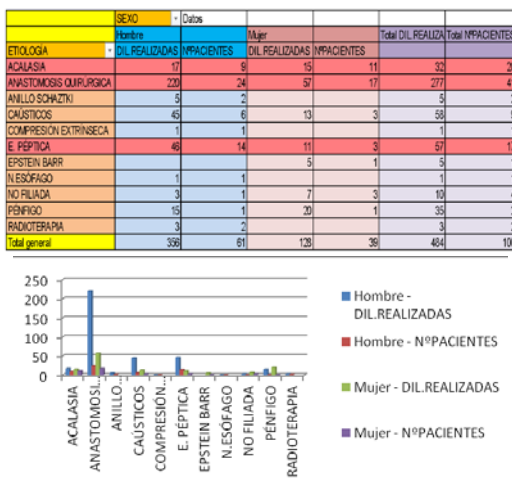 SEXO Datos
Hombre Mujer Total DIL.REALIZA Total NºPACIENTES
ETIOLOGÍA DIL.REALIZADAS NºPACIENTES DIL.REALIZADAS NºPACIENTES
ACALASIA 17 9 15 11 32
ANASTOMOSIS QUIRÚRGICA 220 24 57 17 277
ANILLO SCHAZTKI 5 2 5
CAÚSTICOS 45 6 13 3 58
COMPRESIÓN EXTRÍNSECA 1 1 1
E. PÉPTICA 46 14 11 3 57
EPSTEIN BARR 5 1 5
N.ESÓFAGO 1 1 1
NO FILIADA 3 1 7 3 10
PÉNFIGO 15 1 20 1 35
RADIOTERAPIA 3 2 3
Total general 356 61 128 39 484 100
250
200
150
100
50
0
ACALASIA
ANASTOMOSI...
ANILLO...
CAÚSTICOS
COMPRESIÓN...
E. PÉPTICA
EPSTEIN BARR
N.ESÓFAGO
NO FILIADA
PÉNFIGO
RADIOTERAPIA
Hombre -
DIL.REALIZADAS
Hombre - NºPACIENTES
Mujer - DIL.REALIZADAS
Mujer - NºPACIENTES